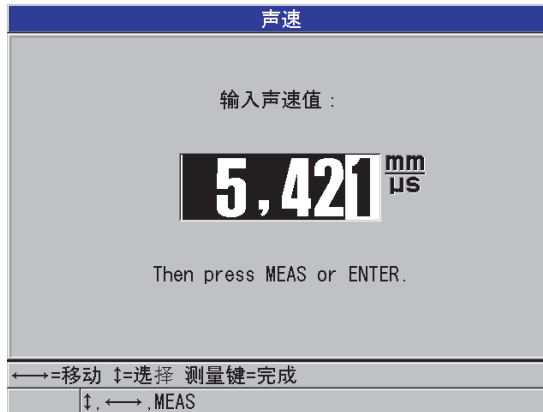 声速
输入声速值：
5,421 mm/µs
Then press MEAS or ENTER.
←→=移动 ↕=选择 测量键=完成
↕,←→,MEAS